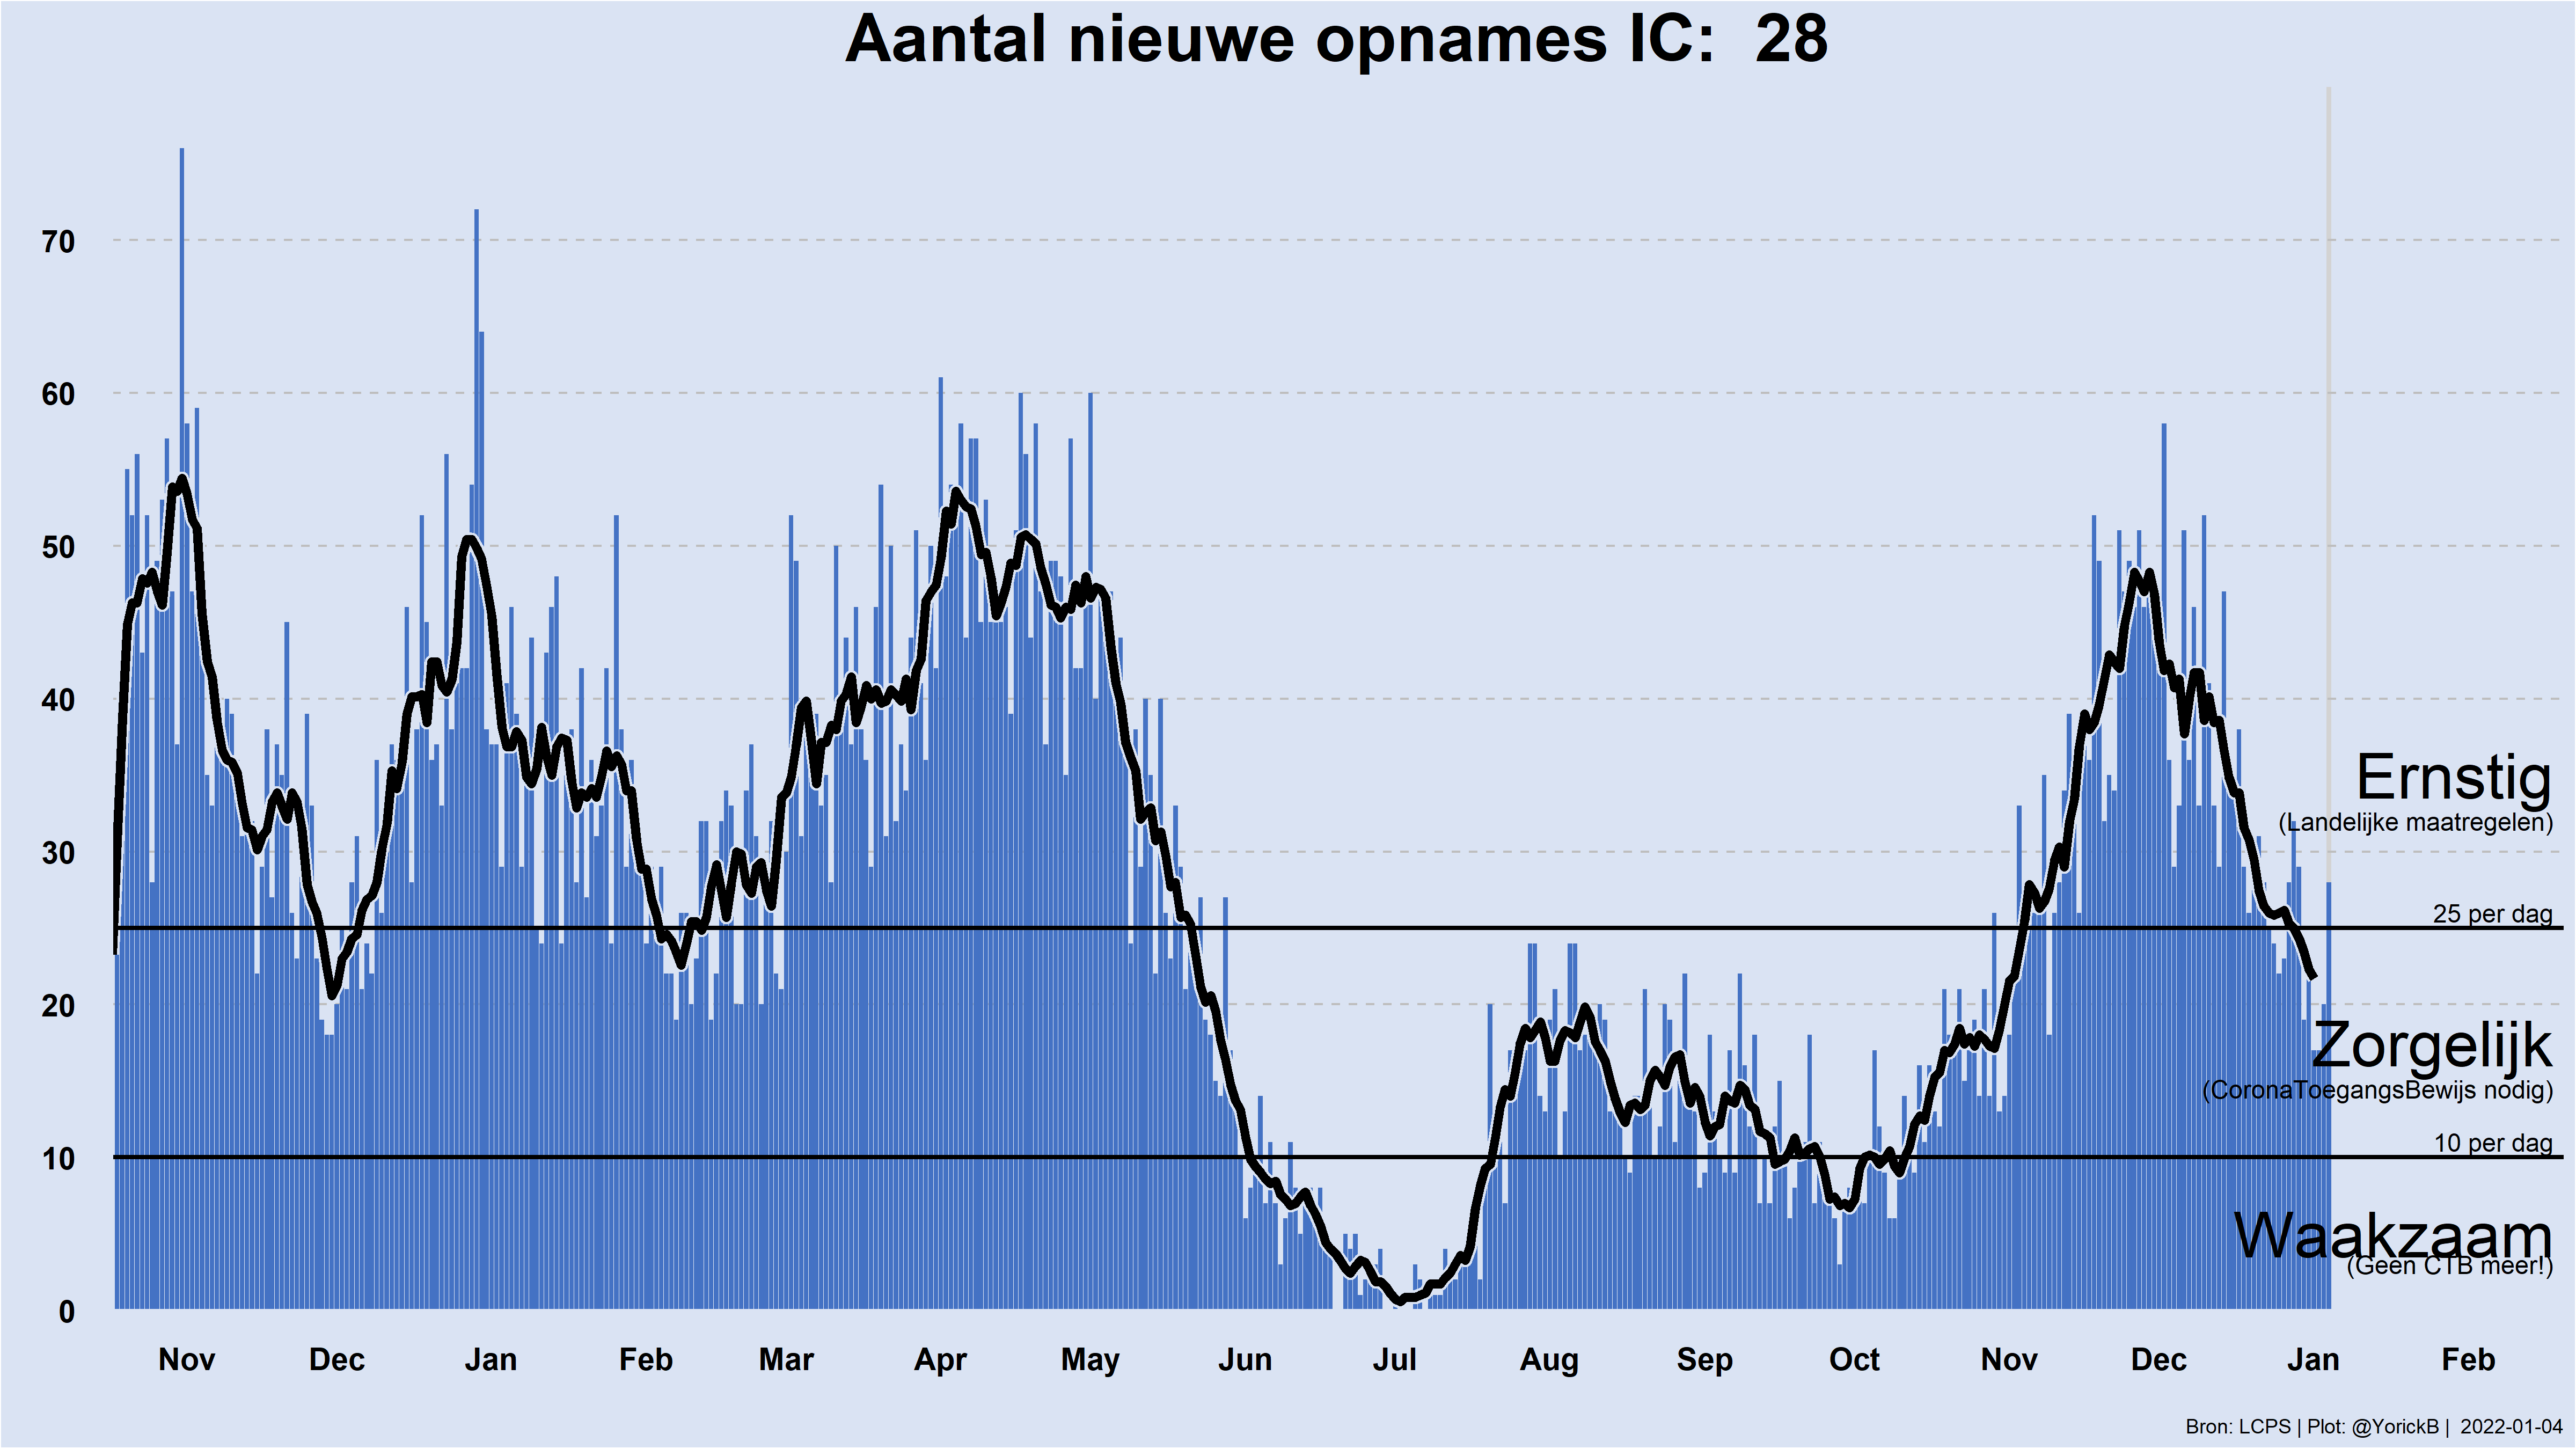 Aantal nieuwe opnames IC: 28
70
60
50
40
30
20
10
0
Ernstig
(Landelijke maatregelen)
25 per dag
Zorgelijk
(CoronaToegangsBewijs nodig)
10 per dag
Waakzaam
(Geen CTB meer!)
Nov Dec Jan Feb Mar Apr May Jun Jul Aug Sep Oct Nov Dec Jan Feb
Bron: LCPS | Plot: @YorickB | 2022-01-04